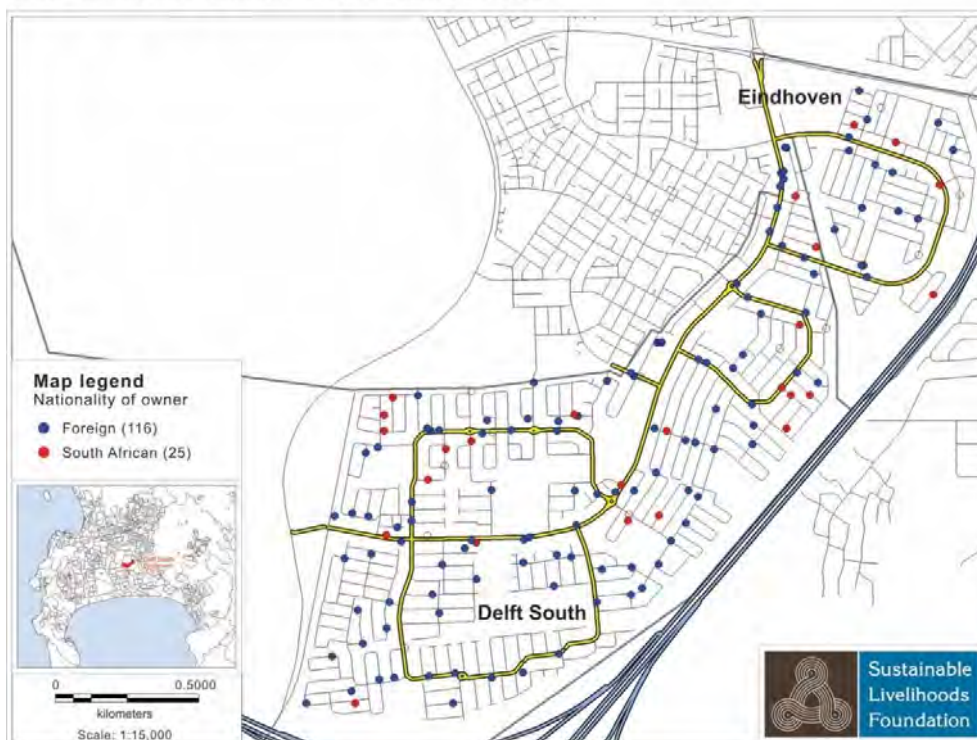 Eindhoven
Map legend
Nationality of owner
Foreign (116)
South African (25)
Delft South
0
0.5000
kilometers
Scale: 1:15,000
Sustainable
Livelihoods
Foundation